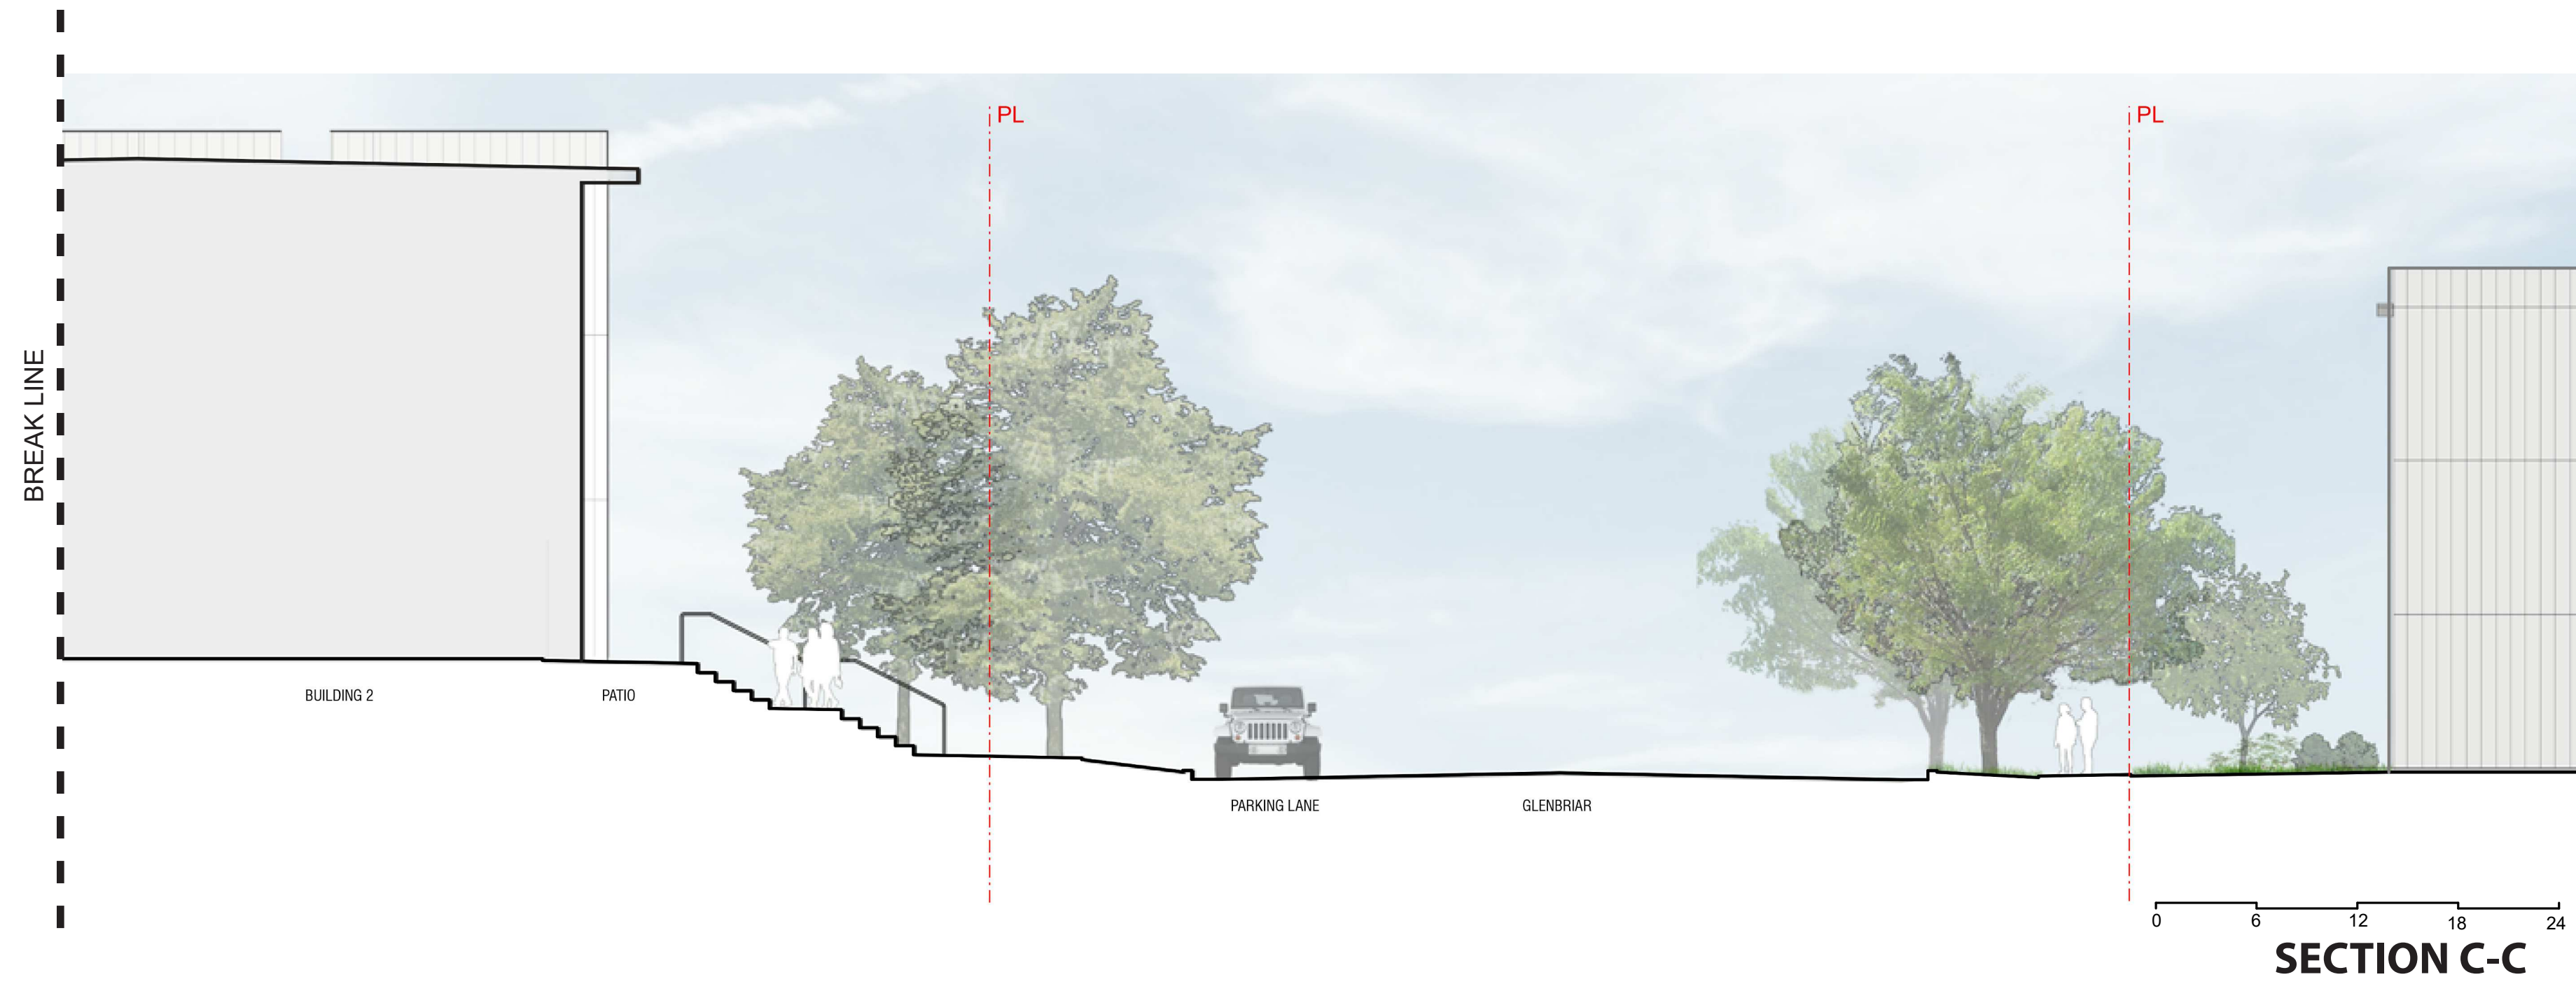 PL
PL
BREAK LINE
BUILDING 2
PATIO
PARKING LANE
GLENBRIAR
0 6 12 18 24
SECTION C-C